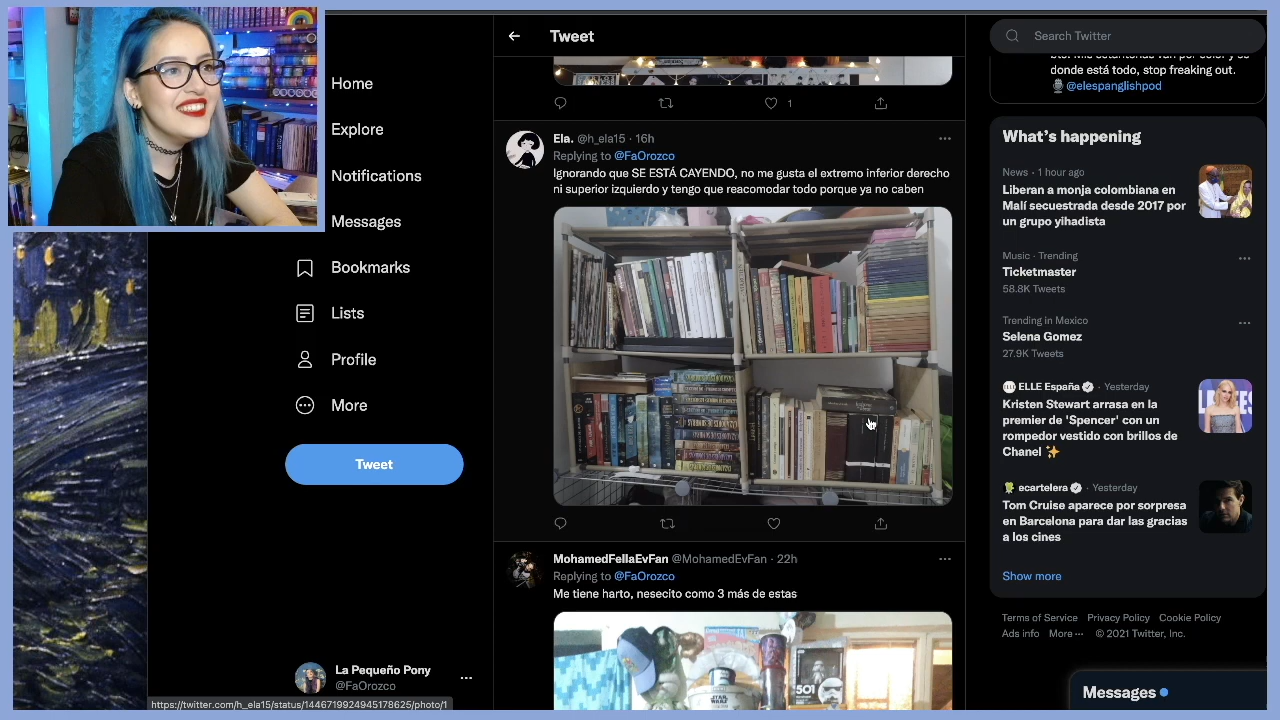 Home
Explore
Notifications
Messages
Bookmarks
Lists
Profile
More
Tweet
La Pequeño Pony
@FaOrozco
https://twitter.com/h_ela15/status/1446719924945178625/photo/1
Tweet
1
Ela. @h_ela15 · 16h
Replying to @FaOrozco
Ignorando que SE ESTÁ CAYENDO, no me gusta el extremo inferior derecho
ni superior izquierdo y tengo que reacomodar todo porque ya no caben
MohamedFellaEvFan @MohamedEvFan · 22h
Replying to @FaOrozco
Me tiene harto, nesecito como 3 más de estas
STAR WARS
501
Search Twitter
donde está todo, stop freaking out.
@elespanglishpod
What's happening
News · 1 hour ago
Liberan a monja colombiana en
Malí secuestrada desde 2017 por
un grupo yihadista
Music · Trending
Ticketmaster
58.8K Tweets
Trending in Mexico
Selena Gomez
27.9K Tweets
ELLE España · Yesterday
Kristen Stewart arrasa en la
premier de 'Spencer' con un
rompedor vestido con brillos de
Chanel ✨
ecartelera · Yesterday
Tom Cruise aparece por sorpresa
en Barcelona para dar las gracias
a los cines
Show more
Terms of Service Privacy Policy Cookie Policy
Ads info More ··· © 2021 Twitter, Inc.
Messages